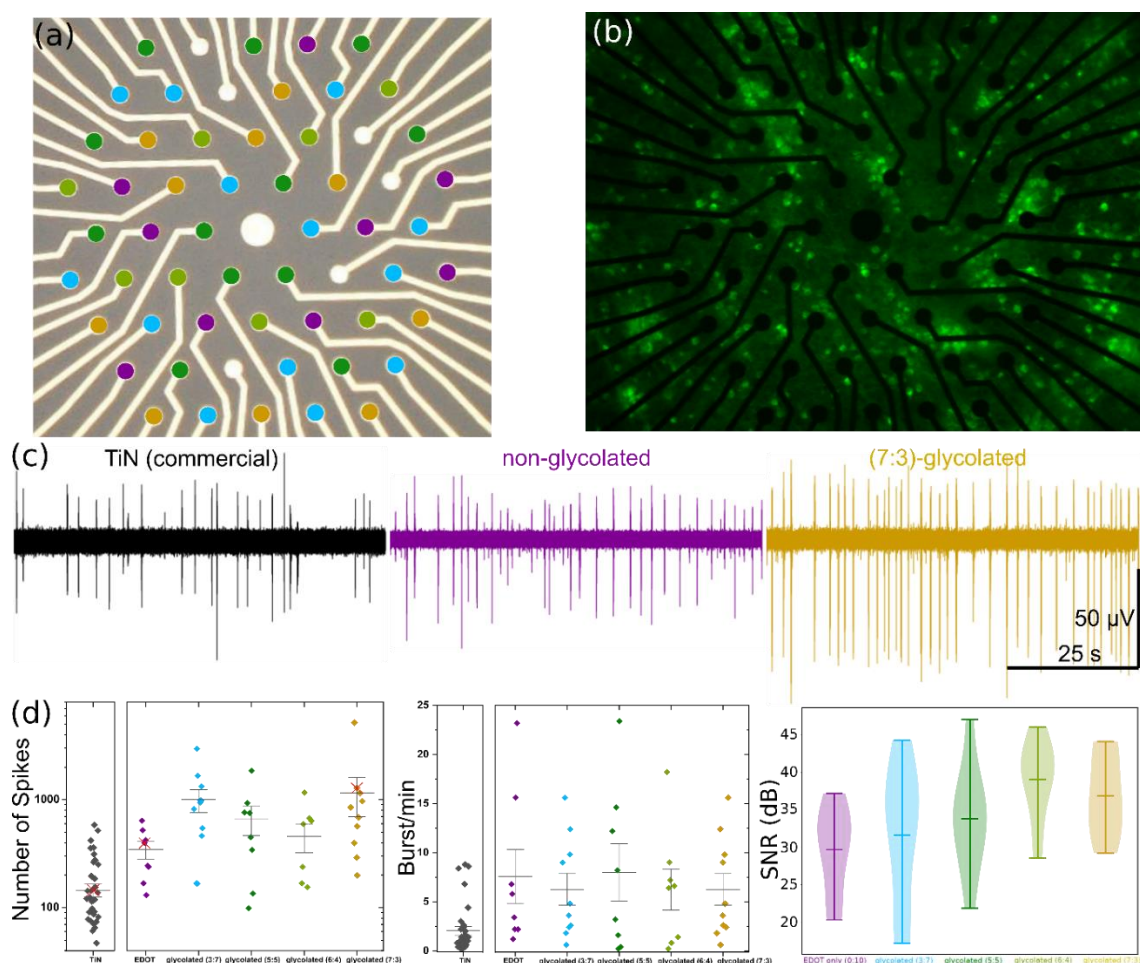 (a)
(b)
(c)
TiN (commercial)
non-glycolated
(7:3)-glycolated
50 µV
25 s
(d)
Number of Spikes
1000
100
TiN
EDOT
glycolated (3:7)
glycolated (5:5)
glycolated (6:4)
glycolated (7:3)
Burst/min
25
20
15
10
5
0
TiN
EDOT
glycolated (3:7)
glycolated (5:5)
glycolated (6:4)
glycolated (7:3)
SNR (dB)
45
40
35
30
25
20
EDOT only (0:10)
glycolated (3:7)
glycolated (5:5)
glycolated (6:4)
glycolated (7:3)